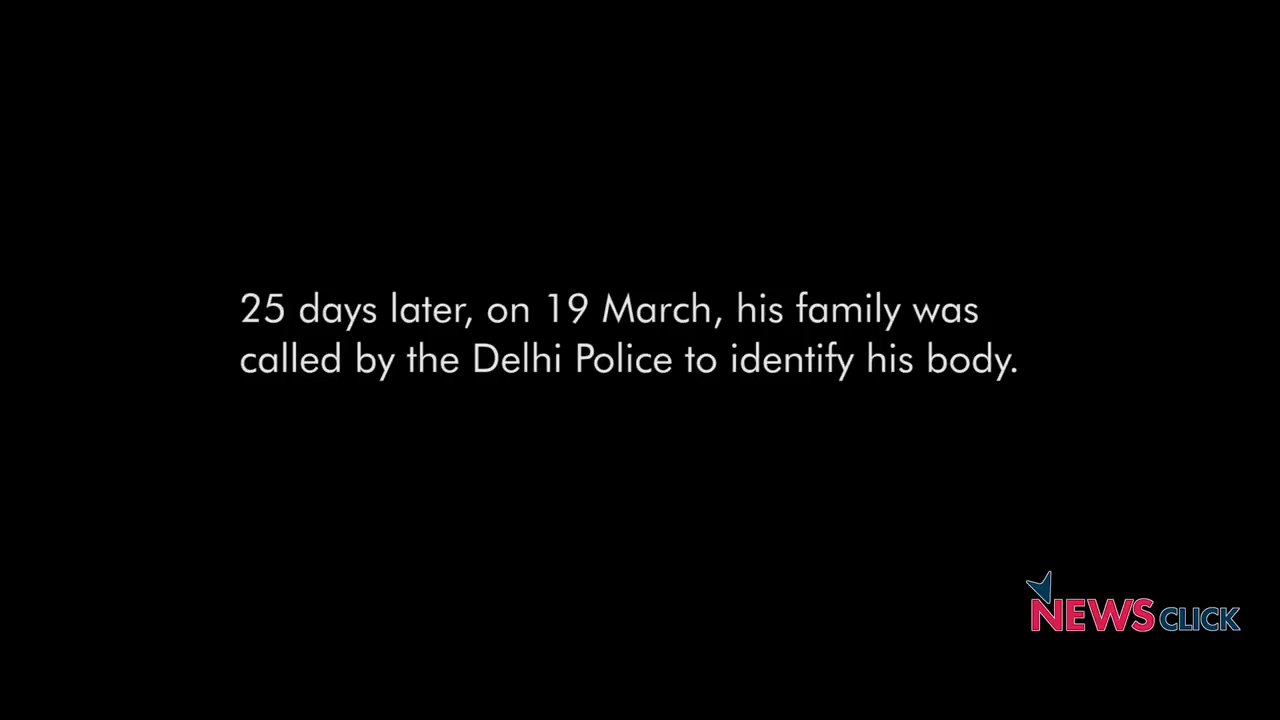 25 days later, on 19 March, his family was
called by the Delhi Police to identify his body.
NEWSCLICK